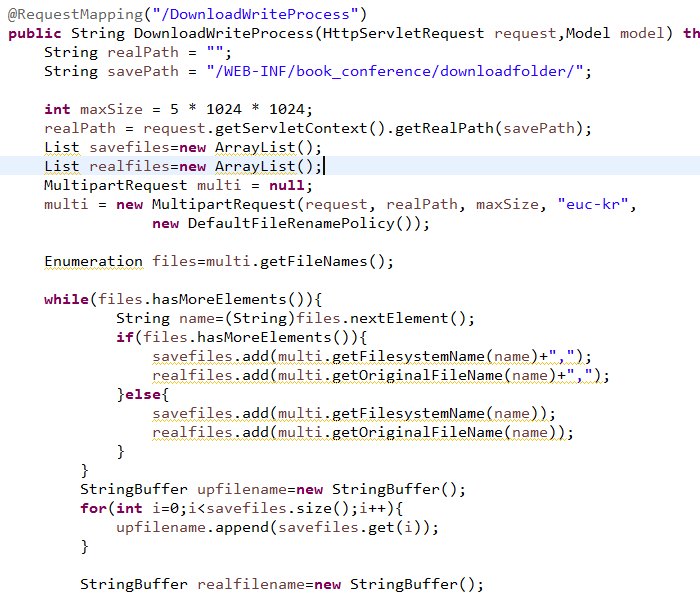 @RequestMapping("/DownloadWriteProcess")
public String DownloadWriteProcess(HttpServletRequest request,Model model) th
String realPath = "";
String savePath = "/WEB-INF/book_conference/downloadfolder/";
int maxSize = 5 * 1024 * 1024;
realPath = request.getServletContext().getRealPath(savePath);
List savefiles=new ArrayList();
List realfiles=new ArrayList();
MultipartRequest multi = null;
multi = new MultipartRequest(request, realPath, maxSize, "euc-kr",
new DefaultFileRenamePolicy());
Enumeration files=multi.getFileNames();
while(files.hasMoreElements()){
String name=(String)files.nextElement();
if(files.hasMoreElements()){
savefiles.add(multi.getFilesystemName(name)+",");
realfiles.add(multi.getOriginalFileName(name)+",");
}else{
savefiles.add(multi.getFilesystemName(name));
realfiles.add(multi.getOriginalFileName(name));
}
}
StringBuffer upfilename=new StringBuffer();
for(int i=0;i<savefiles.size();i++){
upfilename.append(savefiles.get(i));
}
StringBuffer realfilename=new StringBuffer();